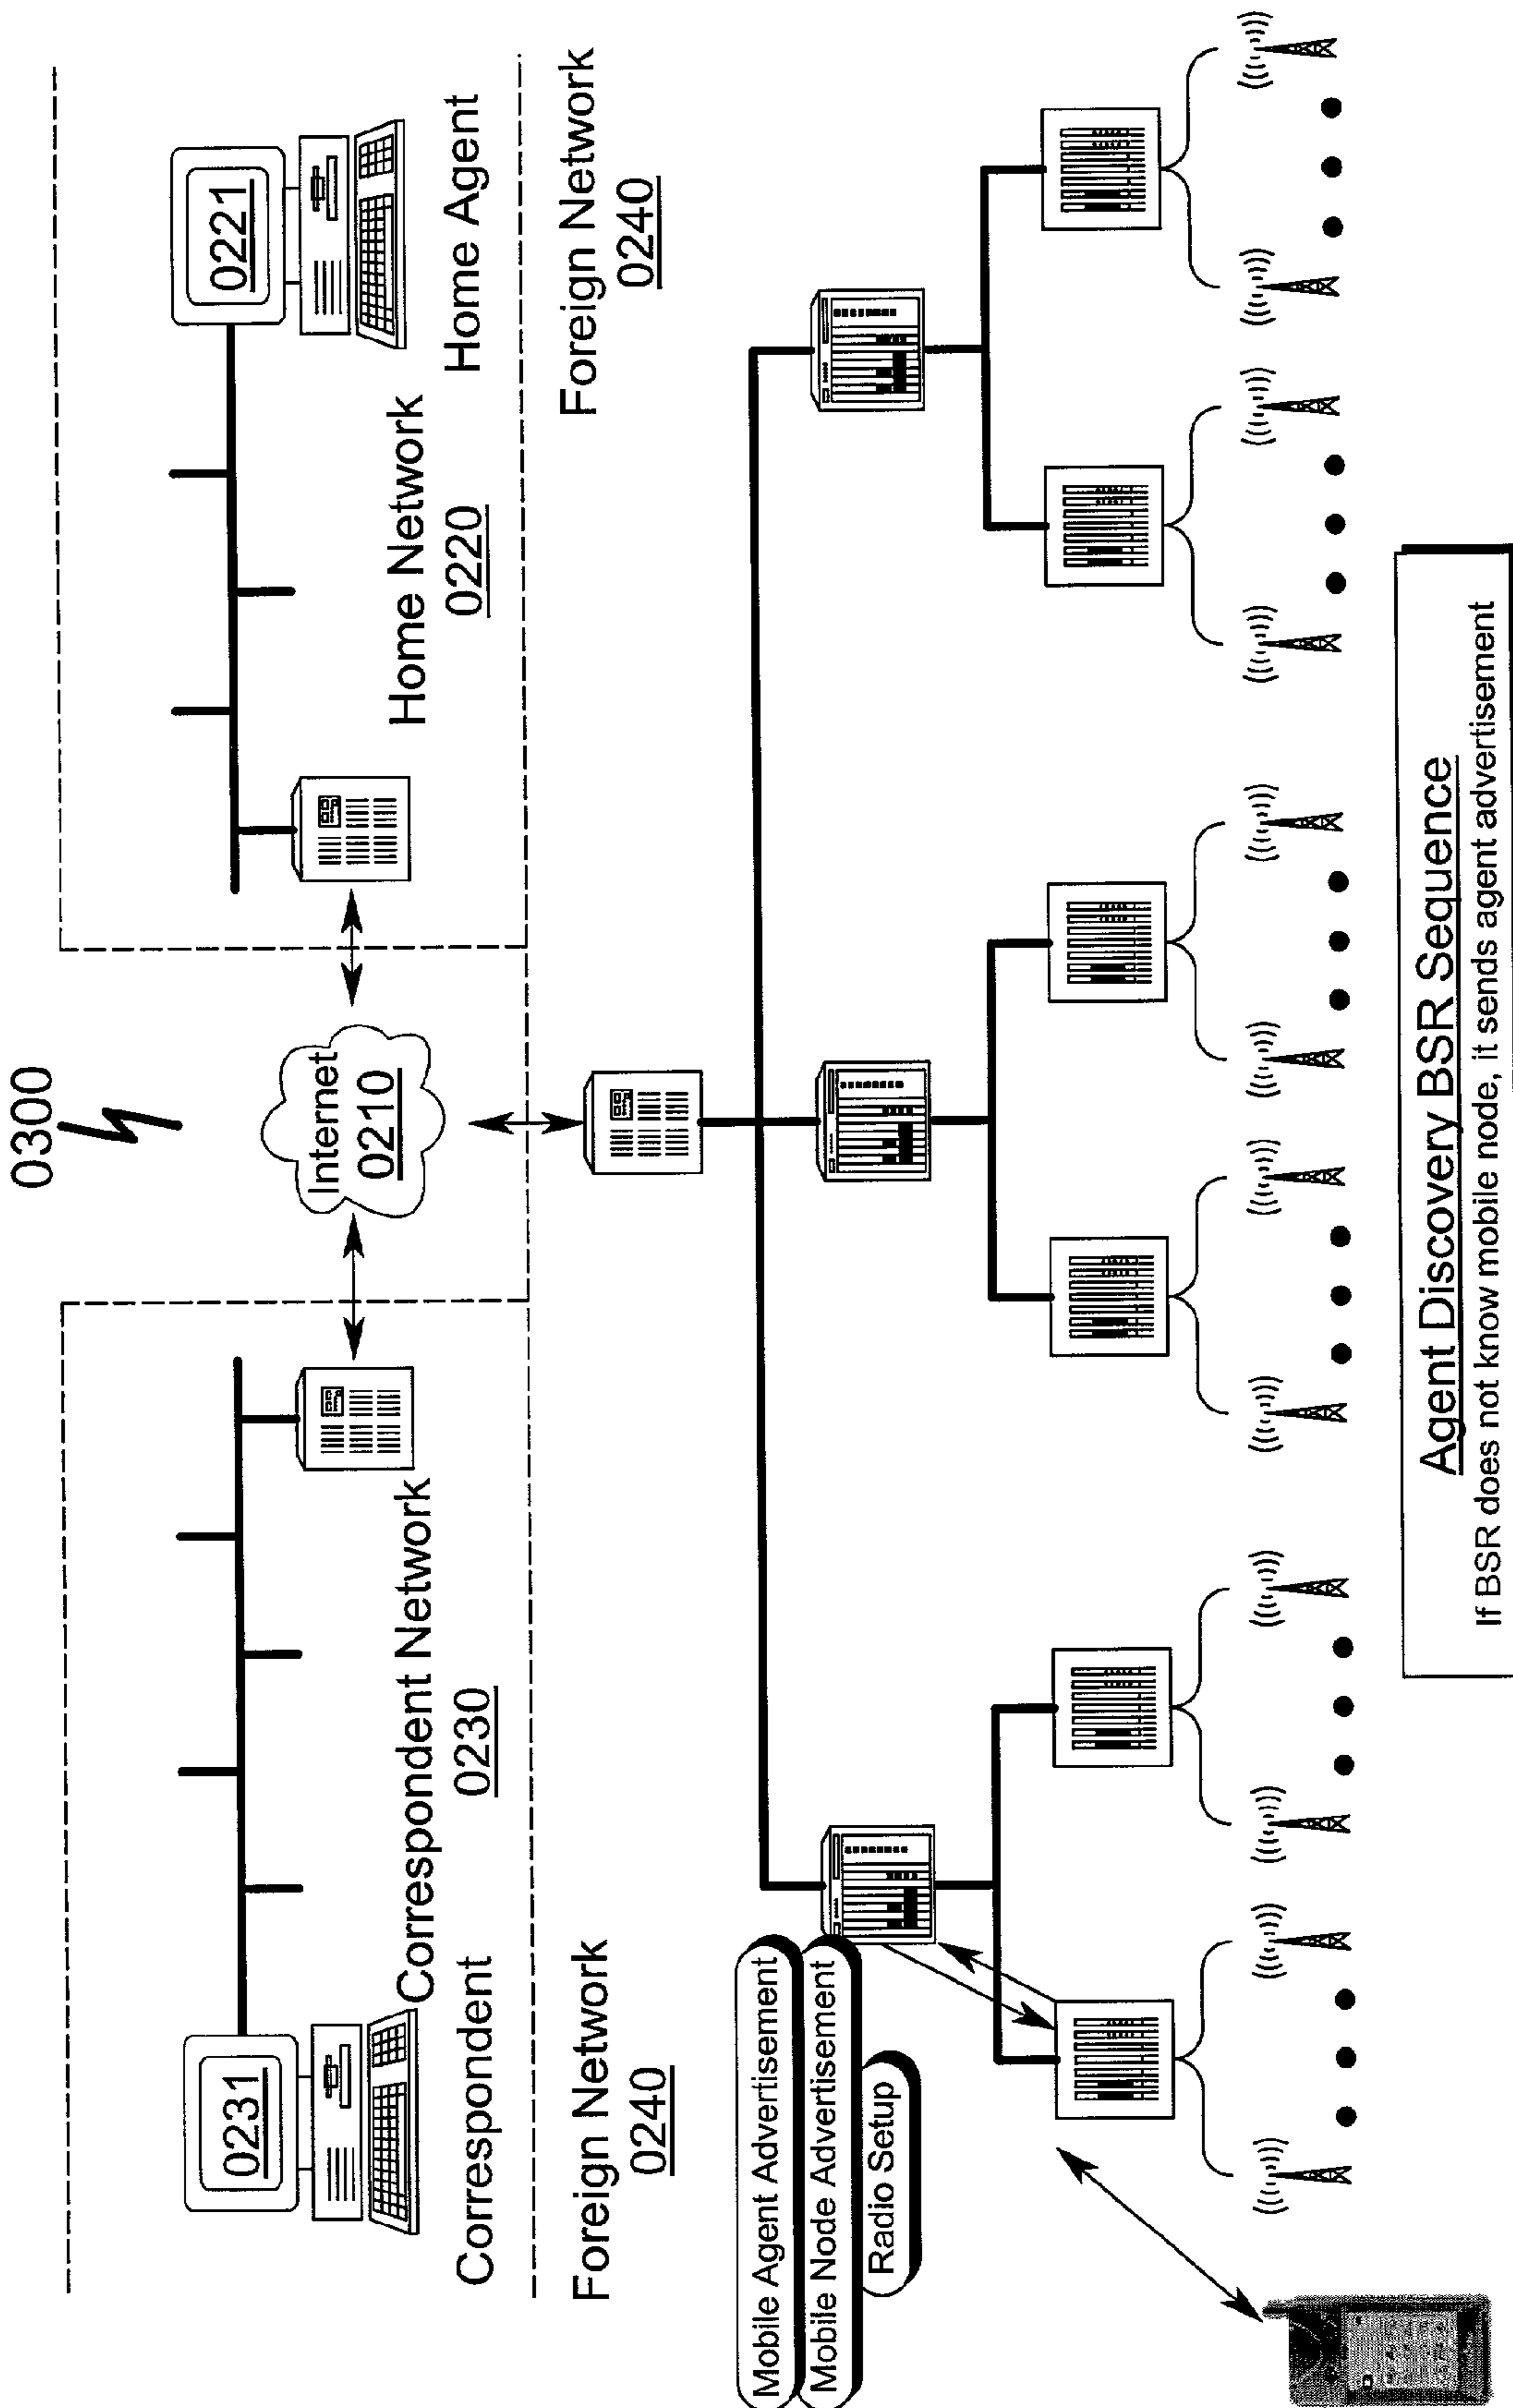 0300
Internet
0210
0231
Correspondent
Correspondent Network
0230
0221
Home Agent
Home Network
0220
Foreign Network
0240
Foreign Network
0240
Mobile Agent Advertisement
Mobile Node Advertisement
Radio Setup
Agent Discovery BSR Sequence
If BSR does not know mobile node, it sends agent advertisement